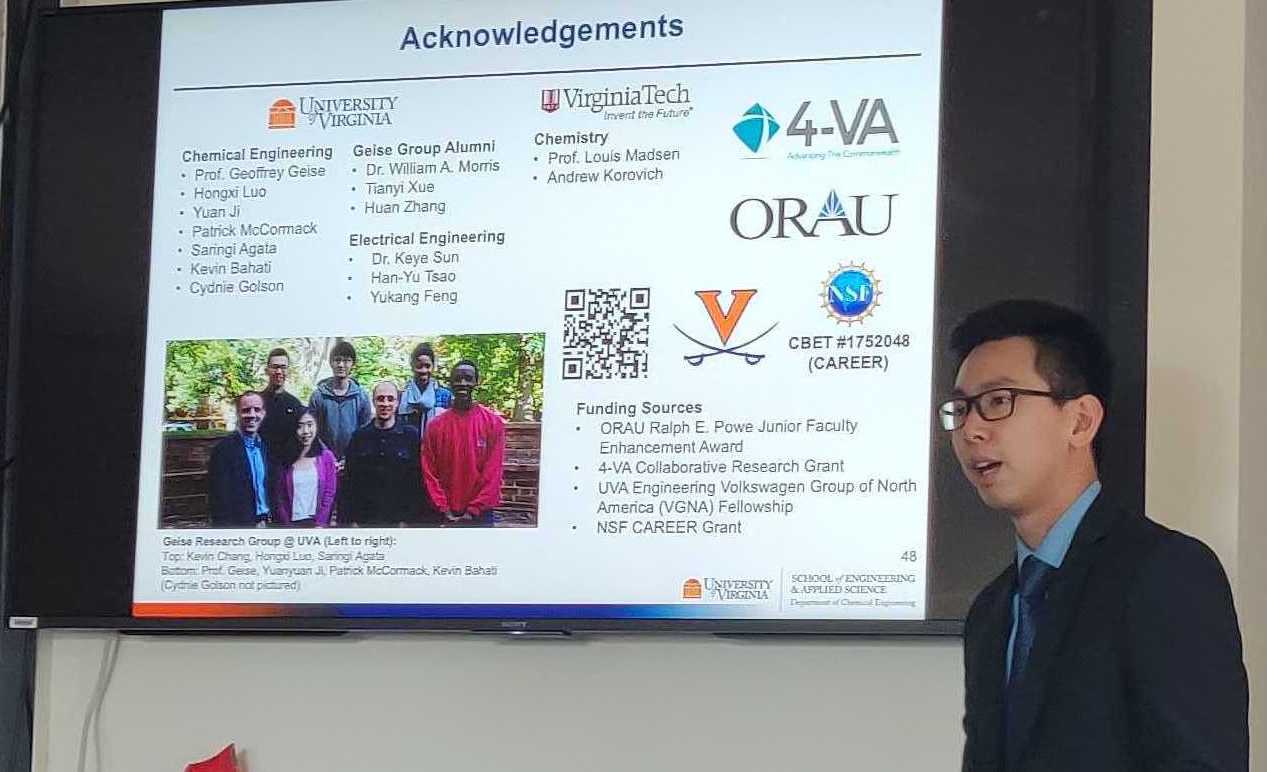 Acknowledgements
UNIVERSITY
of VIRGINIA
Chemical Engineering
• Prof. Geoffrey Geise
• Hongxi Luo
• Yuan Ji
• Patrick McCormack
• Saringi Agata
• Kevin Bahati
• Cydnie Golson
Geise Group Alumni
• Dr. William A. Morris
• Tianyi Xue
• Huan Zhang
Electrical Engineering
• Dr. Keye Sun
• Han-Yu Tsao
• Yukang Feng
VirginiaTech
Invent the Future®
Chemistry
• Prof. Louis Madsen
• Andrew Korovich
4-VA
Advancing The Commonwealth
ORAU
NSF
CBET #1752048
(CAREER)
V
Funding Sources
• ORAU Ralph E. Powe Junior Faculty
Enhancement Award
• 4-VA Collaborative Research Grant
• UVA Engineering Volkswagen Group of North
America (VGNA) Fellowship
• NSF CAREER Grant
Geise Research Group @ UVA (Left to right):
Top: Kevin Chang, Hongxi Luo, Saringi Agata
Bottom: Prof. Geise, Yuanyuan Ji, Patrick McCormack, Kevin Bahati
(Cydnie Golson not pictured)
48
UNIVERSITY
of VIRGINIA
SCHOOL of ENGINEERING
& APPLIED SCIENCE
Department of Chemical Engineering
SONY